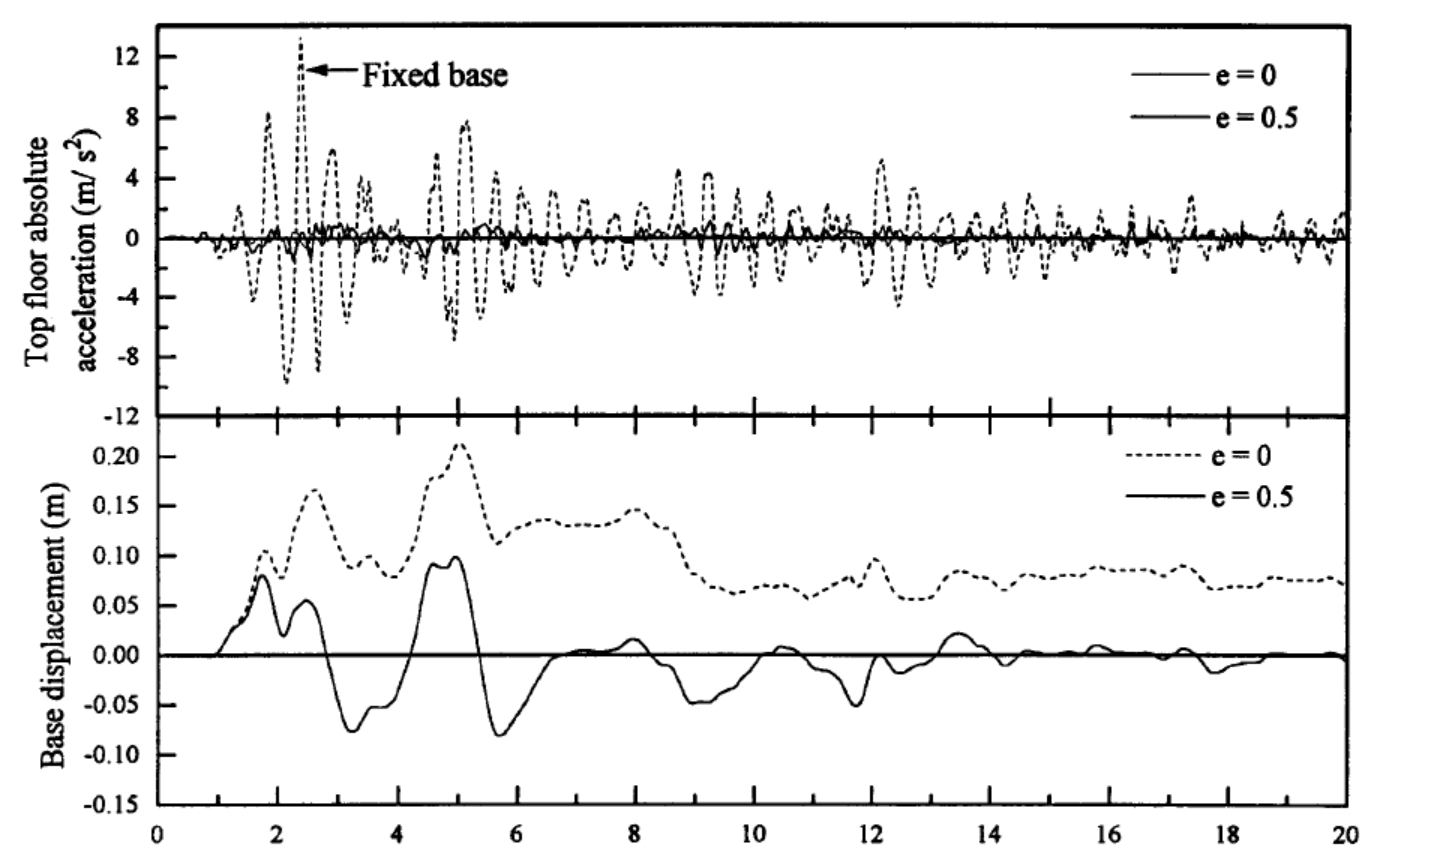 Top floor absolute
acceleration (m/ s²)
12
8
4
0
-4
-8
-12
Fixed base
e = 0
e = 0.5
Base displacement (m)
0.20
0.15
0.10
0.05
0.00
-0.05
-0.10
-0.15
e = 0
e = 0.5
0 2 4 6 8 10 12 14 16 18 20